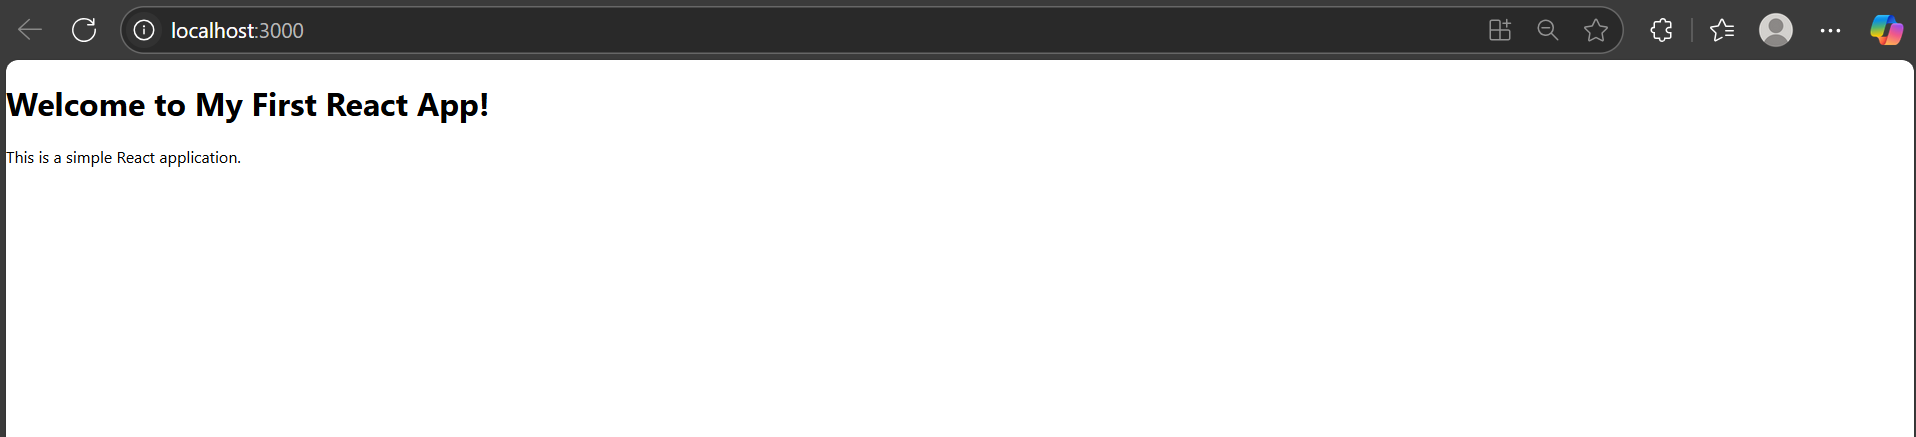 localhost:3000
Welcome to My First React App!
This is a simple React application.